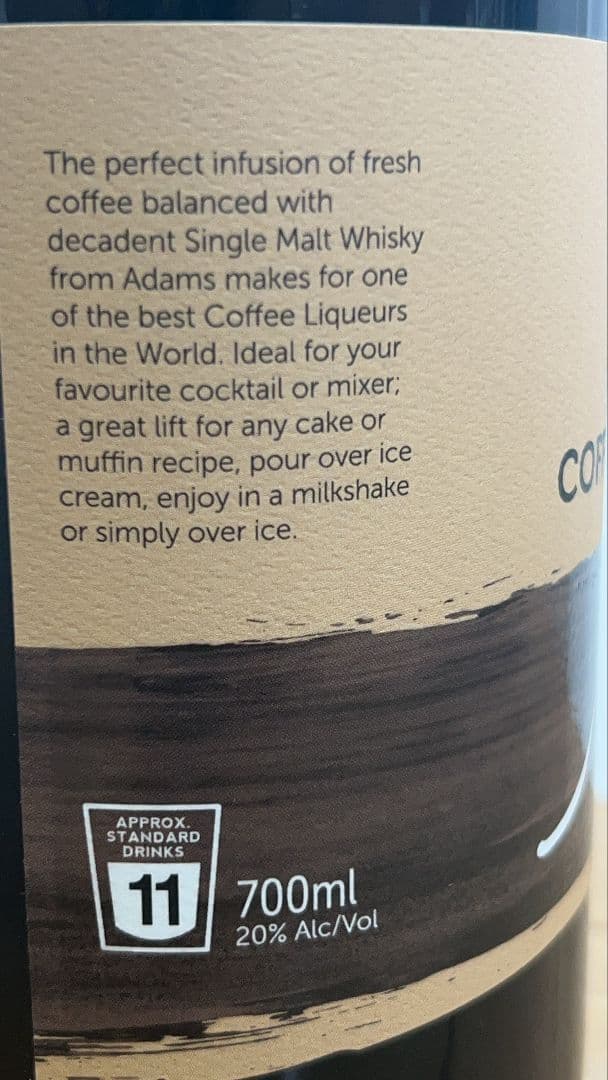 The perfect infusion of fresh
coffee balanced with
decadent Single Malt Whisky
from Adams makes for one
of the best Coffee Liqueurs
in the World. Ideal for your
favourite cocktail or mixer;
a great lift for any cake or
muffin recipe, pour over ice
cream, enjoy in a milkshake
or simply over ice.
APPROX.
STANDARD
DRINKS
11
700ml
20% Alc/Vol